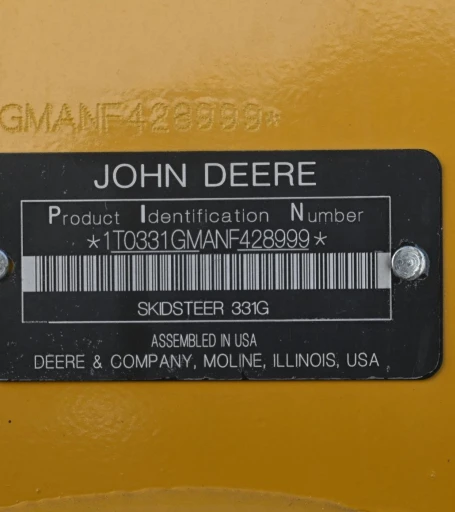 GMANF428999*
JOHN DEERE
Product Identification Number
*1T0331GMANF428999*
SKIDSTEER 331G
ASSEMBLED IN USA
DEERE & COMPANY, MOLINE, ILLINOIS, USA